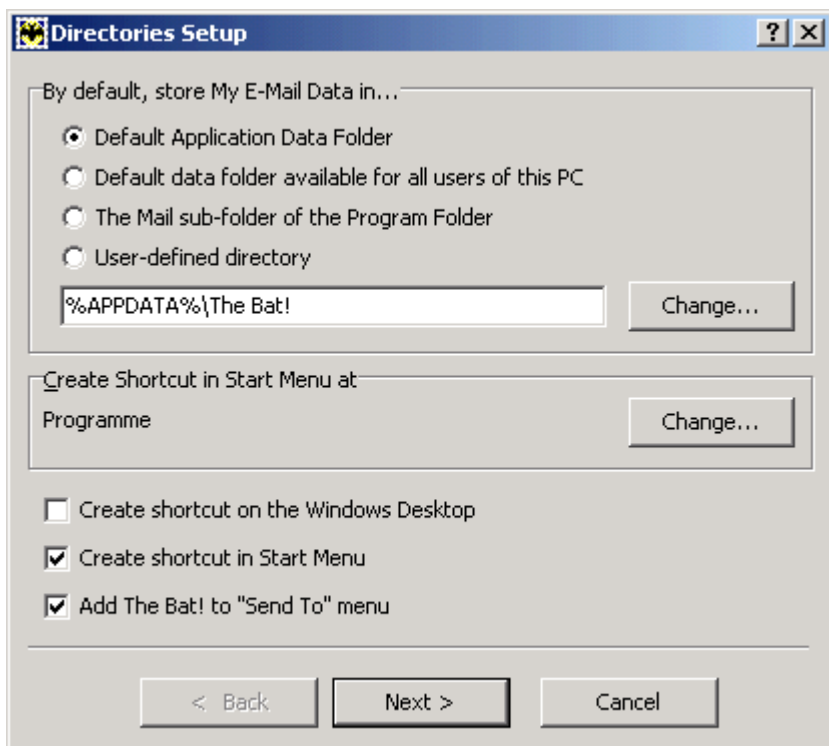 Directories Setup
By default, store My E-Mail Data in...
Default Application Data Folder
Default data folder available for all users of this PC
The Mail sub-folder of the Program Folder
User-defined directory
%APPDATA%\The Bat!
Change...
Create Shortcut in Start Menu at
Programme
Change...
Create shortcut on the Windows Desktop
Create shortcut in Start Menu
Add The Bat! to "Send To" menu
< Back
Next >
Cancel